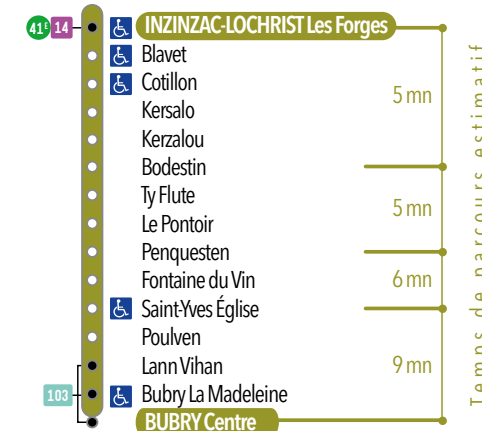 41E 14 INZINZAC-LOCHRIST Les Forges
Blavet
Cotillon
5 mn
Kersalo
Kerzalou
Bodestin
Ty Flute
5 mn
Le Pontoir
Penquesten
Fontaine du Vin
6 mn
Saint-Yves Église
Poulven
Lann Vihan
9 mn
103 Bubry La Madeleine
BUBRY Centre
Temps de parcours estimatif